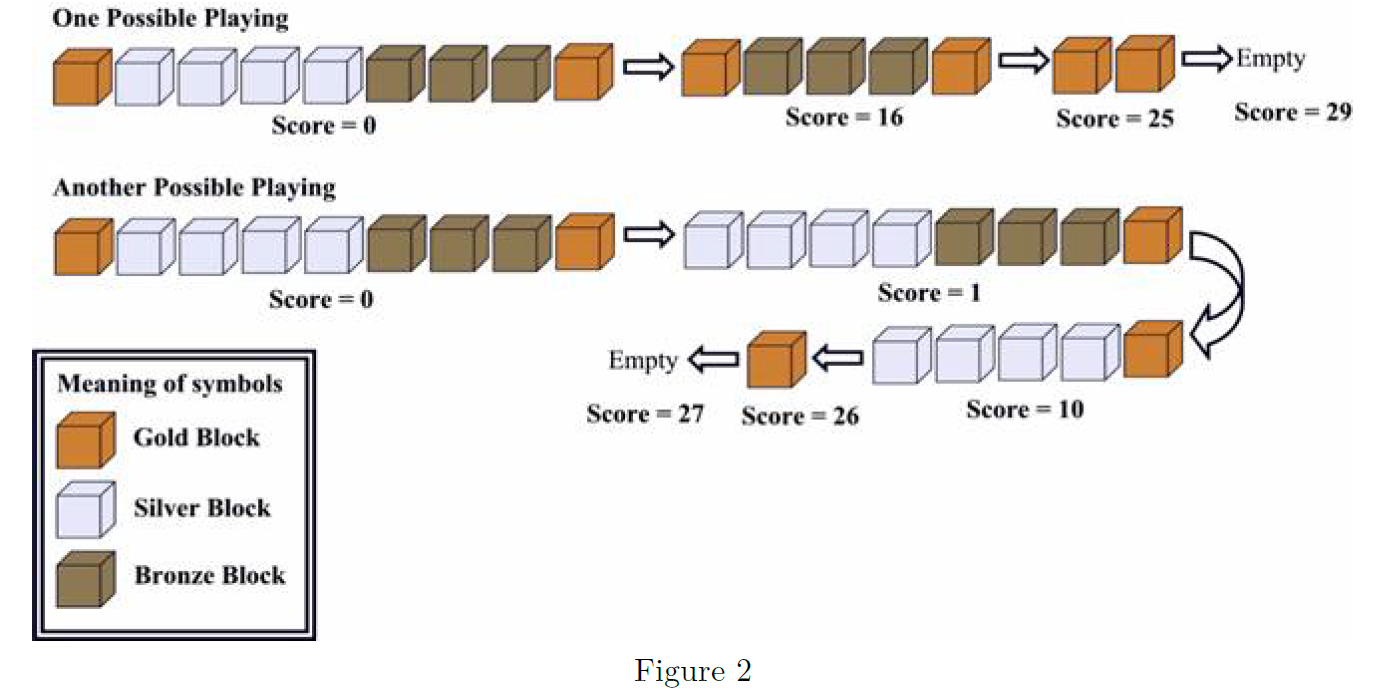 One Possible Playing
Empty
Score = 0
Score = 16
Score = 25
Score = 29
Another Possible Playing
Score = 0
Score = 1
Empty
Score = 27
Score = 26
Score = 10
Meaning of symbols
Gold Block
Silver Block
Bronze Block
Figure 2